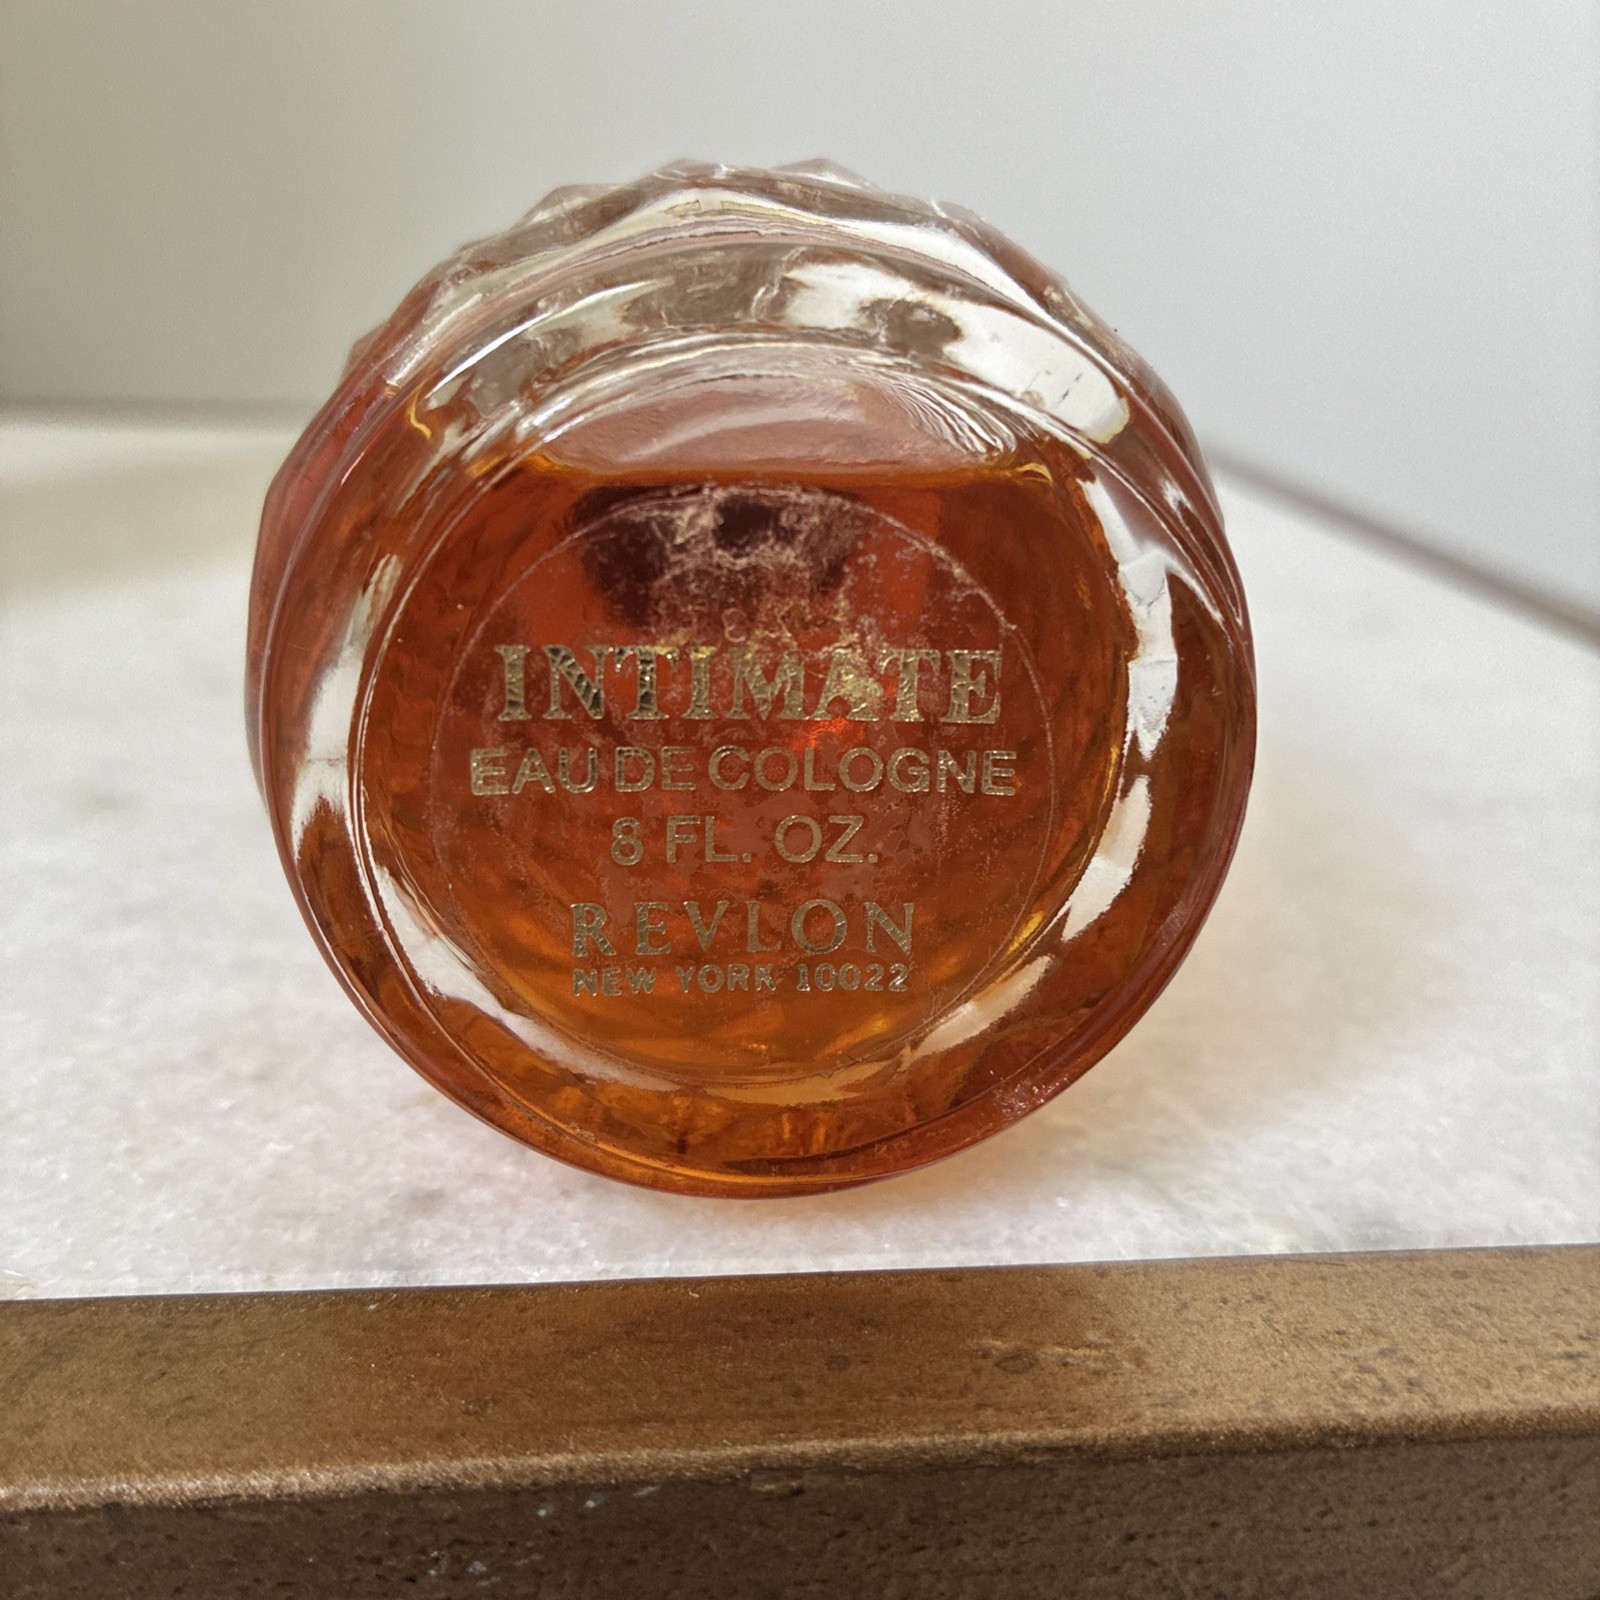 INTIMATE
EAU DE COLOGNE
8 FL. OZ.
REVLON
NEW YORK 10022